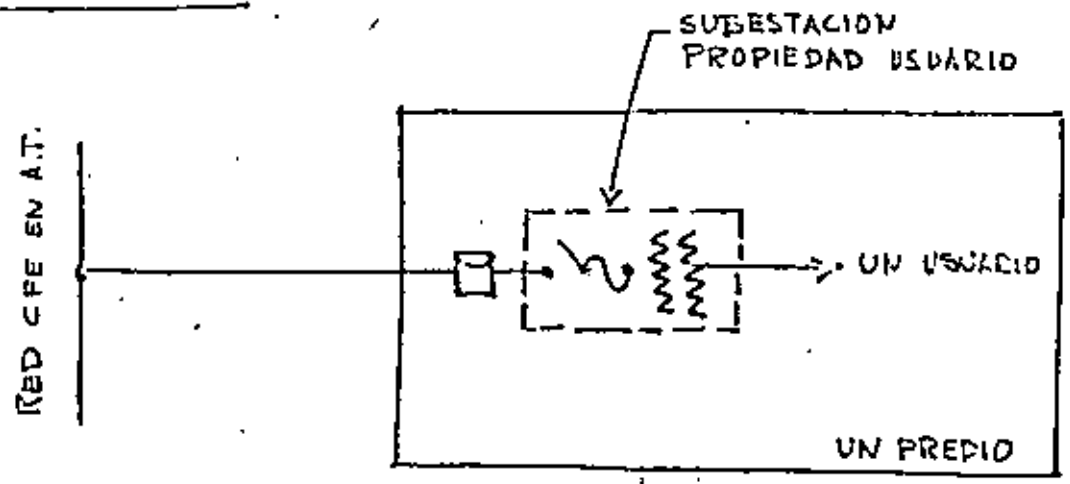 SUBESTACION
PROPIEDAD USUARIO
RED CFE EN A.T.
UN USUARIO
UN PREDIO